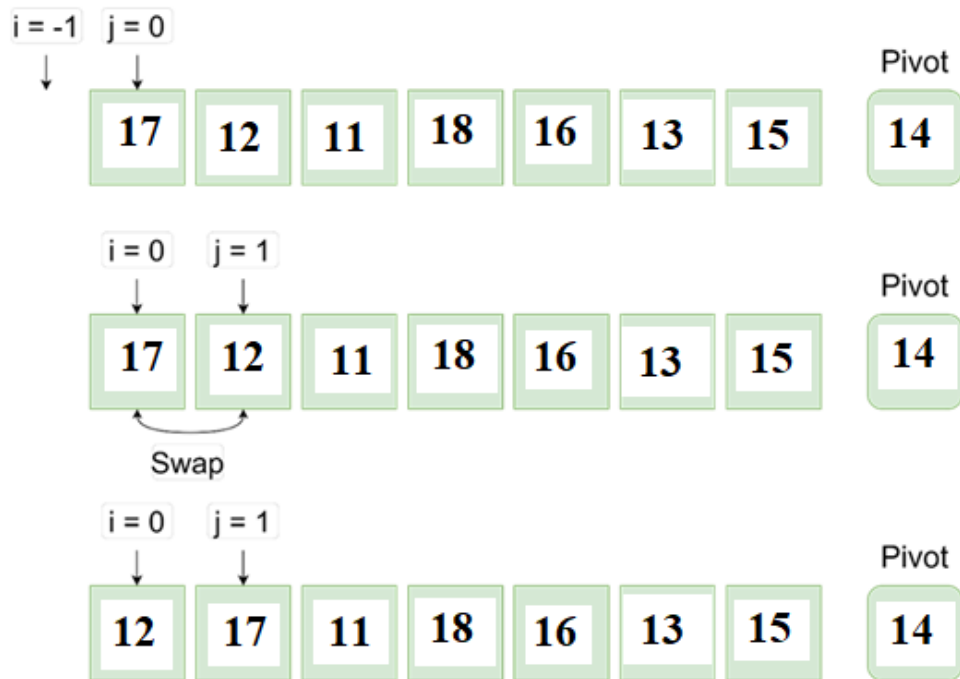 i = -1 j = 0
Pivot
17 12 11 18 16 13 15 14
i = 0 j = 1
Pivot
17 12 11 18 16 13 15 14
Swap
i = 0 j = 1
Pivot
12 17 11 18 16 13 15 14